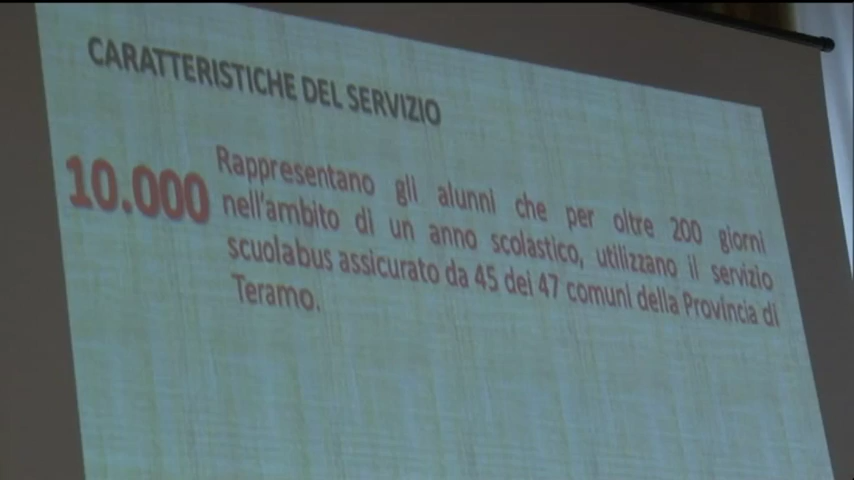 CARATTERISTICHE DEL SERVIZIO
10.000
Rappresentano gli alunni che per oltre 200 giorni
nell'ambito di un anno scolastico, utilizzano il servizio
scuolabus assicurato da 45 dei 47 comuni della Provincia di
Teramo.